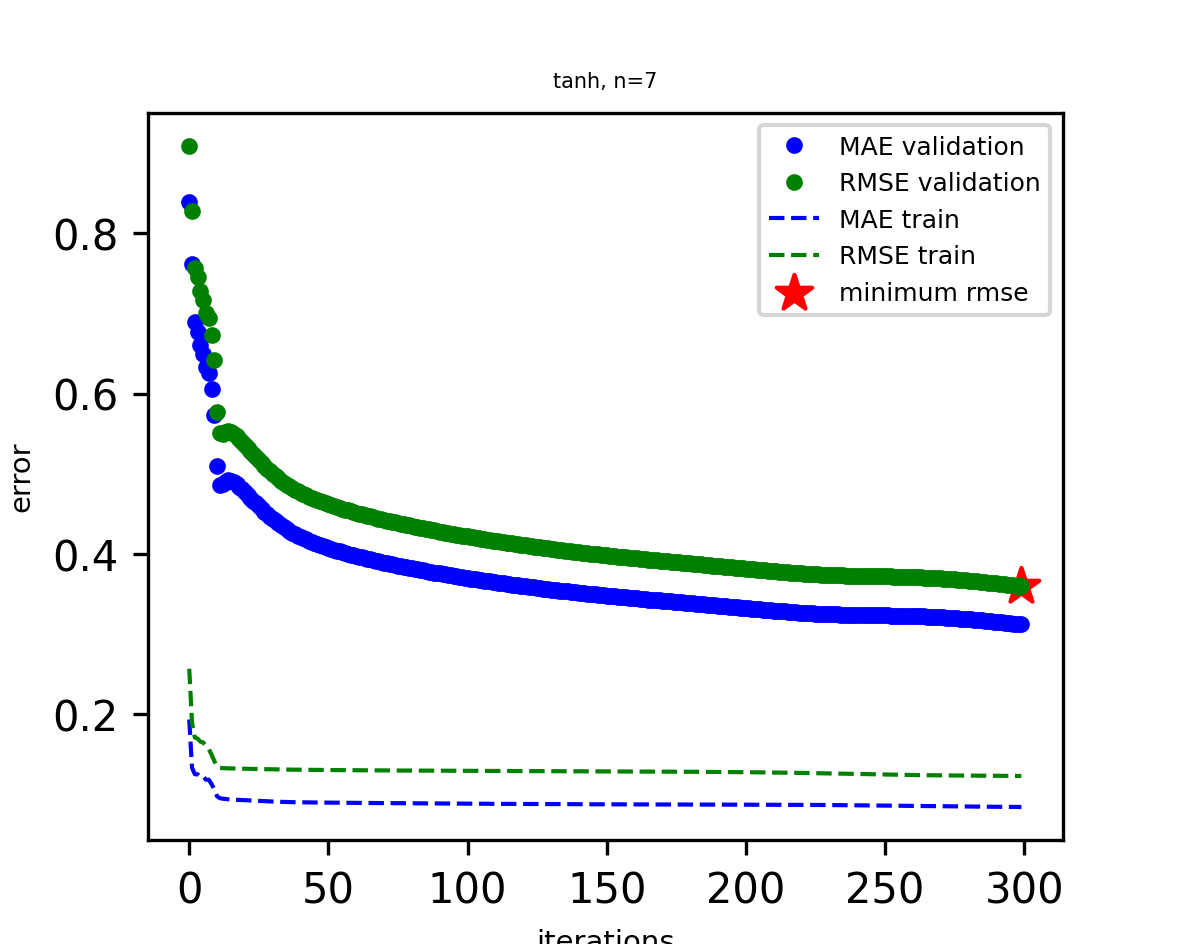 tanh, n=7
MAE validation
RMSE validation
MAE train
RMSE train
minimum rmse
error
0.8
0.6
0.4
0.2
0 50 100 150 200 250 300
iterations